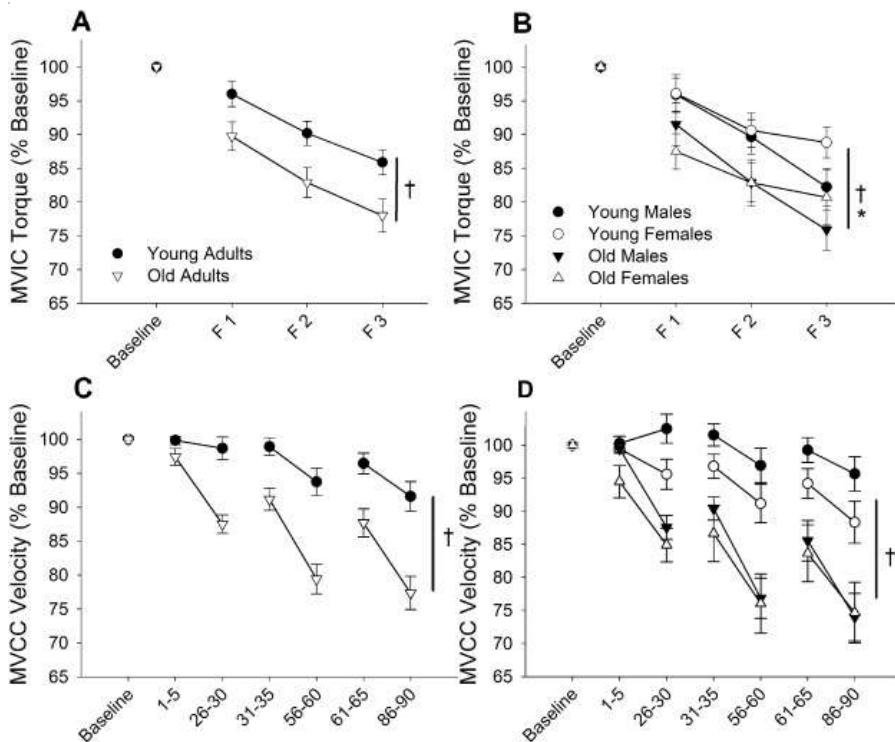 A
MVIC Torque (% Baseline)
100
95
90
85
80
75
70
65
†
Young Adults
Old Adults
Baseline
F 1
F 2
F 3
B
MVIC Torque (% Baseline)
100
95
90
85
80
75
70
65
†
*
Young Males
Young Females
Old Males
Old Females
Baseline
F 1
F 2
F 3
C
MVCC Velocity (% Baseline)
100
95
90
85
80
75
70
65
†
Baseline
1-5
26-30
31-35
56-60
61-65
86-90
D
MVCC Velocity (% Baseline)
100
95
90
85
80
75
70
65
†
Baseline
1-5
26-30
31-35
56-60
61-65
86-90